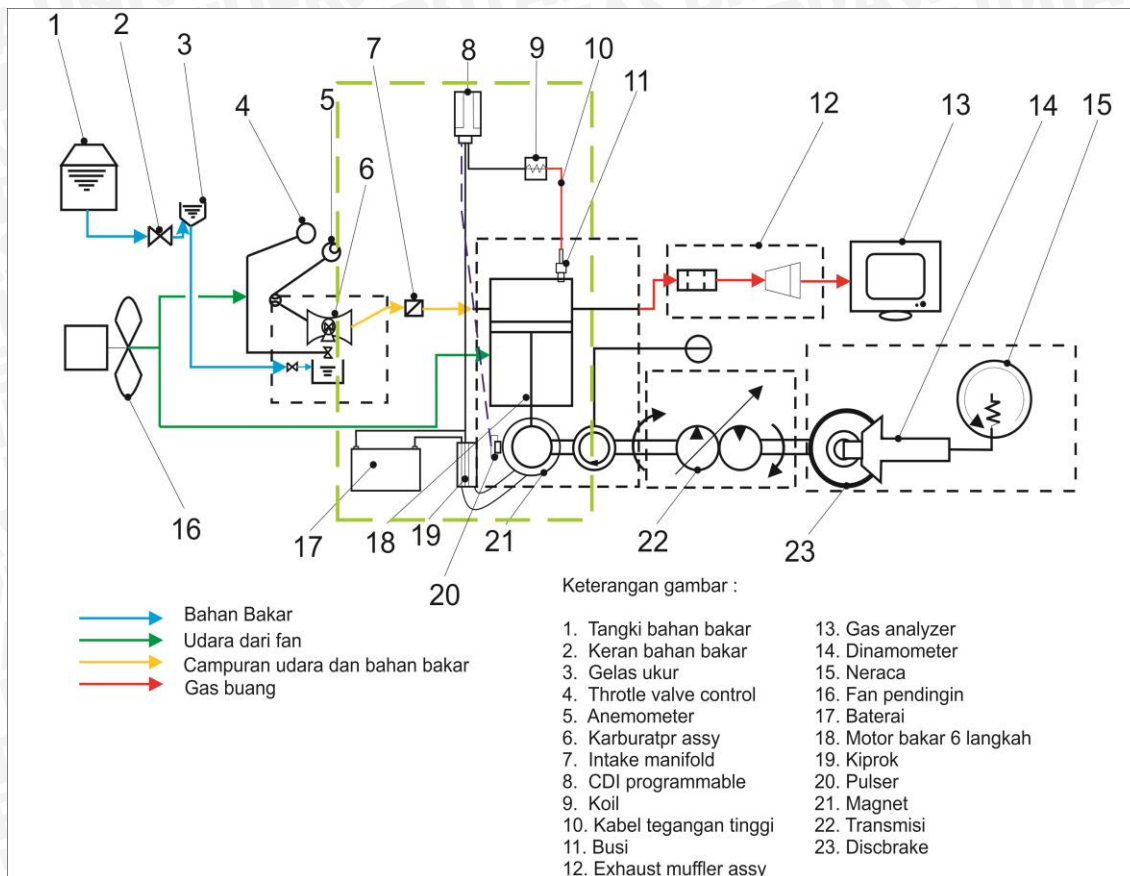 1
2
3
4
5
6
7
8
9
10
11
12
13
14
15
16
17
18
19
20
21
22
23
Bahan Bakar
Udara dari fan
Campuran udara dan bahan bakar
Gas buang
Keterangan gambar :
1. Tangki bahan bakar
2. Keran bahan bakar
3. Gelas ukur
4. Throtle valve control
5. Anemometer
6. Karburatpr assy
7. Intake manifold
8. CDI programmable
9. Koil
10. Kabel tegangan tinggi
11. Busi
12. Exhaust muffler assy
13. Gas analyzer
14. Dinamometer
15. Neraca
16. Fan pendingin
17. Baterai
18. Motor bakar 6 langkah
19. Kiprok
20. Pulser
21. Magnet
22. Transmisi
23. Discbrake